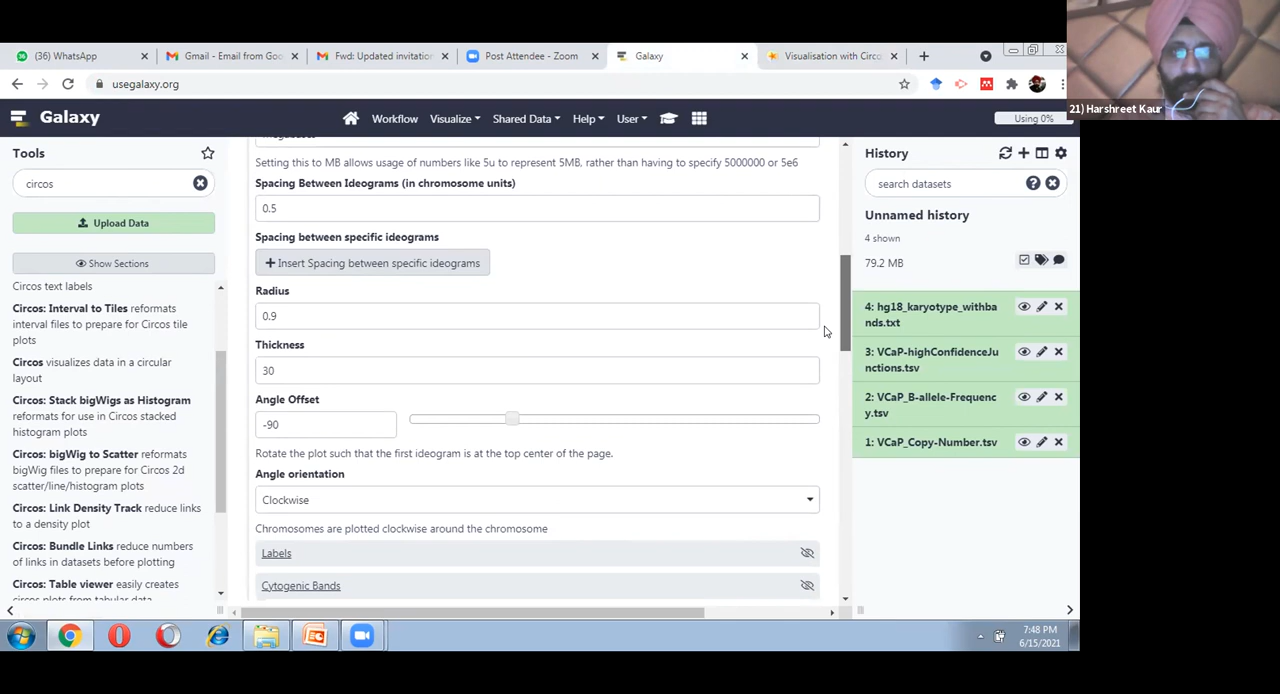 (36) WhatsApp
Gmail - Email from Goo
Fwd: Updated invitation
Post Attendee - Zoom
Galaxy
Visualisation with Circo
usegalaxy.org
21) Harshreet Kaur
Galaxy
Workflow
Visualize
Shared Data
Help
User
Using 0%
Tools
circos
Upload Data
Show Sections
Circos text labels
Circos: Interval to Tiles reformats
interval files to prepare for Circos tile
plots
Circos visualizes data in a circular
layout
Circos: Stack bigWigs as Histogram
reformats for use in Circos stacked
histogram plots
Circos: bigWig to Scatter reformats
bigWig files to prepare for Circos 2d
scatter/line/histogram plots
Circos: Link Density Track reduce links
to a density plot
Circos: Bundle Links reduce numbers
of links in datasets before plotting
Circos: Table viewer easily creates
circos plots from tabular data
Setting this to MB allows usage of numbers like 5u to represent 5MB, rather than having to specify 5000000 or 5e6
Spacing Between Ideograms (in chromosome units)
0.5
Spacing between specific ideograms
+ Insert Spacing between specific ideograms
Radius
0.9
Thickness
30
Angle Offset
-90
Rotate the plot such that the first ideogram is at the top center of the page.
Angle orientation
Clockwise
Chromosomes are plotted clockwise around the chromosome
Labels
Cytogenic Bands
History
search datasets
Unnamed history
4 shown
79.2 MB
4: hg18_karyotype_withba
nds.txt
3: VCaP-highConfidenceJu
nctions.tsv
2: VCaP_B-allele-Frequenc
y.tsv
1: VCaP_Copy-Number.tsv
7:48 PM
6/15/2021